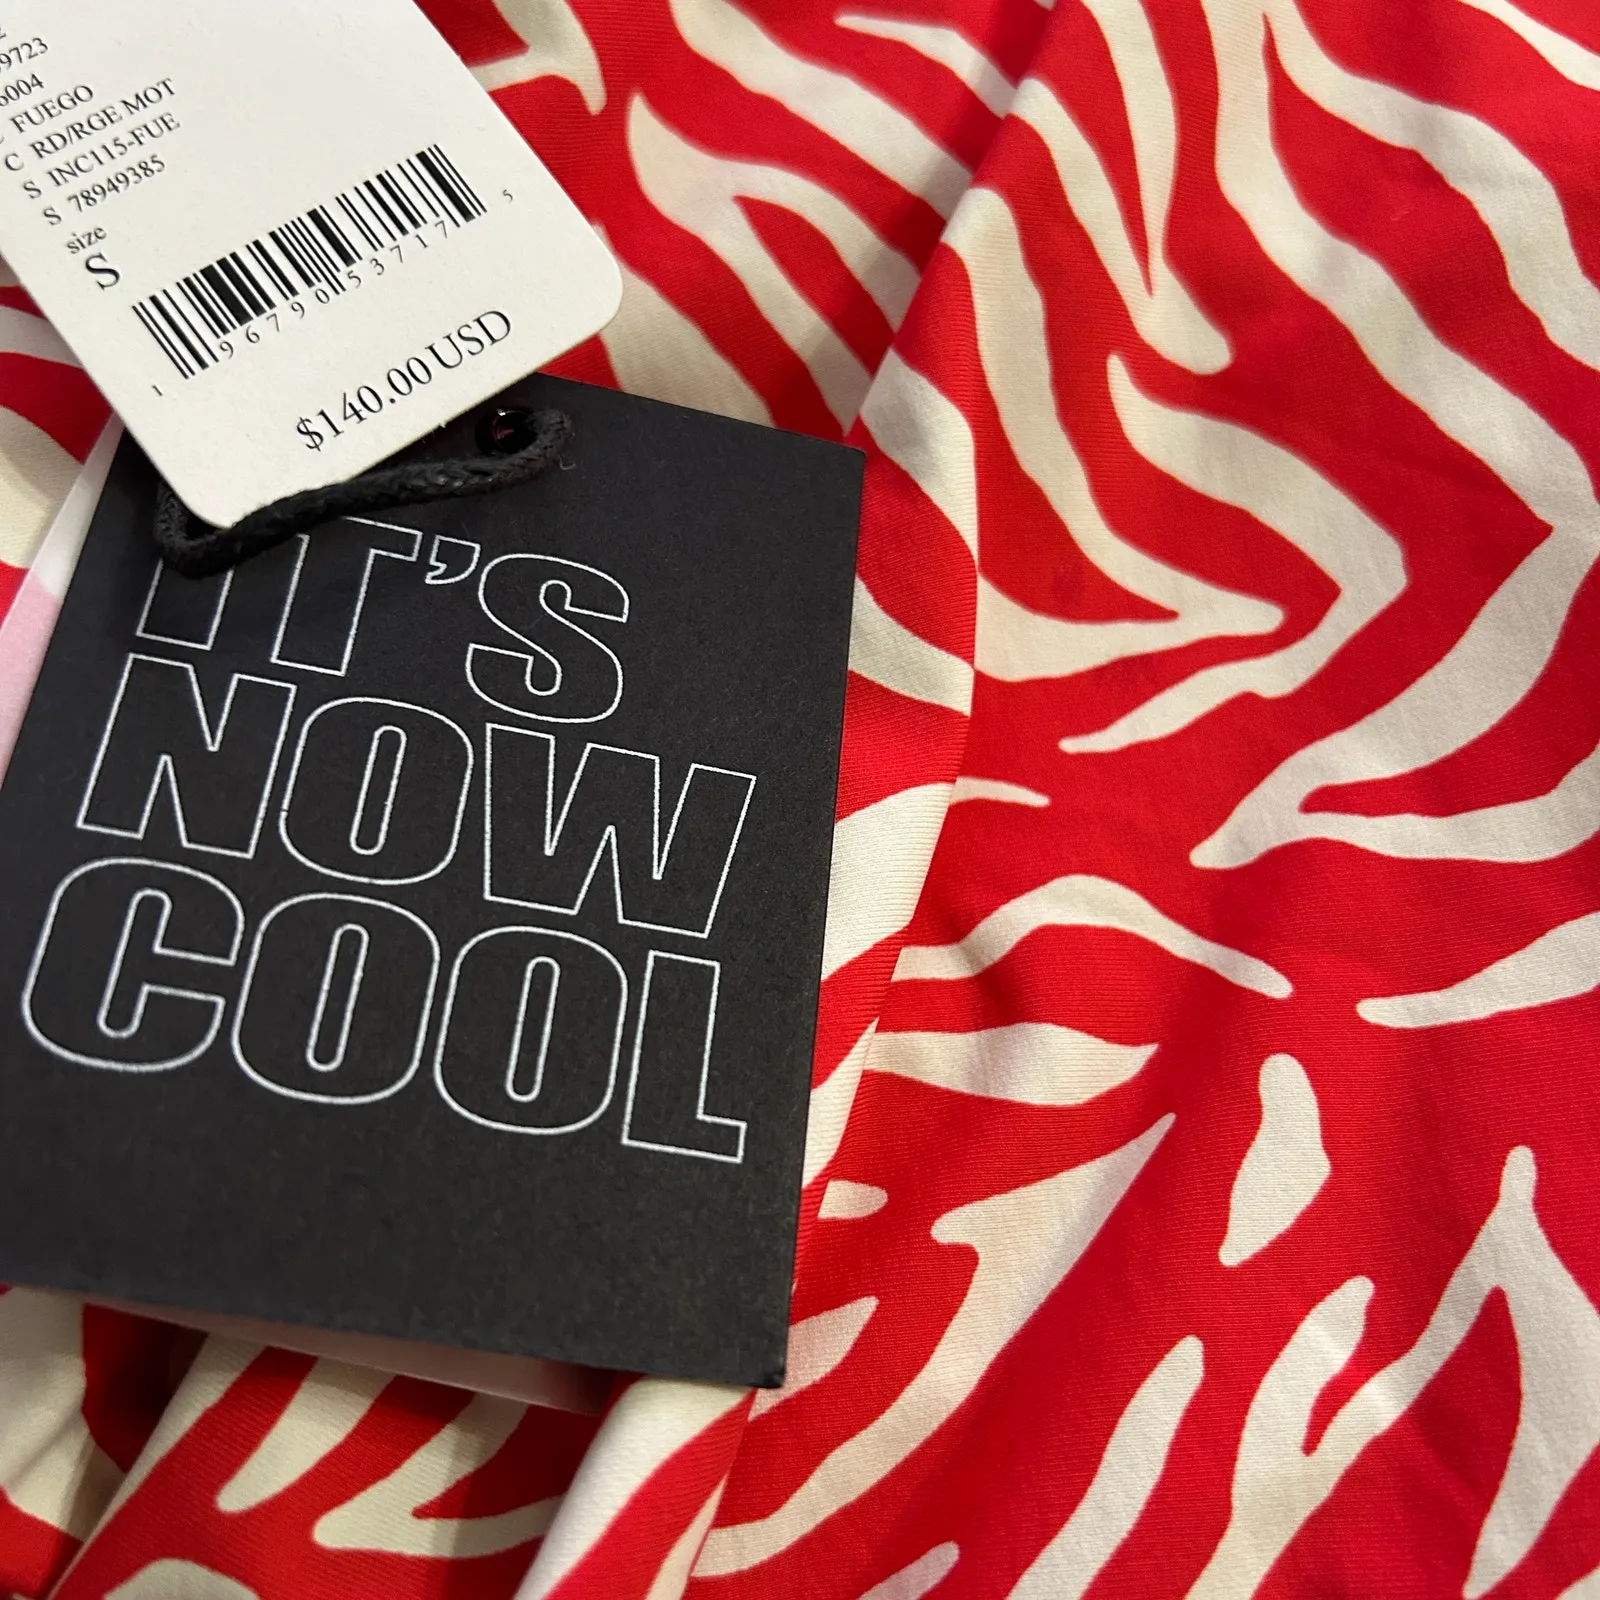 9723
6004
FUEGO
C RD/RGE MOT
S INC115-FUE
S 78949385
size
S
1 96790 53717 5
$140.00 USD
IT'S
NOW
COOL